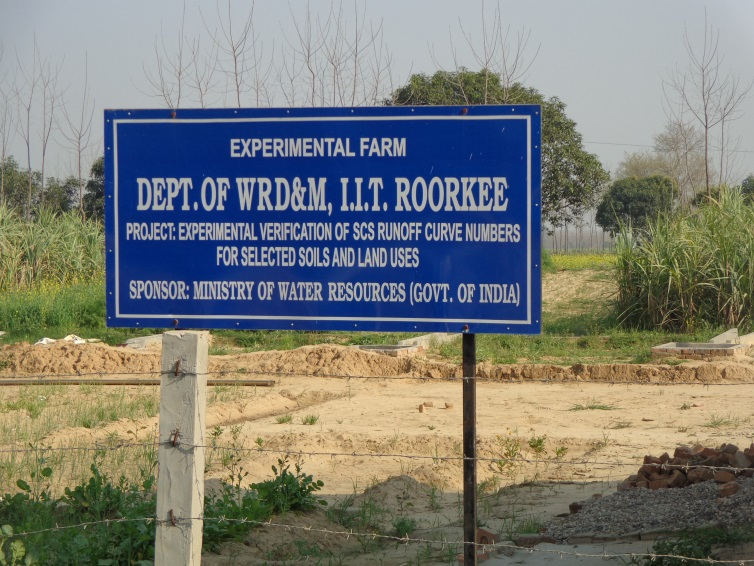 EXPERIMENTAL FARM
DEPT. OF WRD&M, I.I.T. ROORKEE
PROJECT: EXPERIMENTAL VERIFICATION OF SCS RUNOFF CURVE NUMBERS
FOR SELECTED SOILS AND LAND USES
SPONSOR: MINISTRY OF WATER RESOURCES (GOVT. OF INDIA)